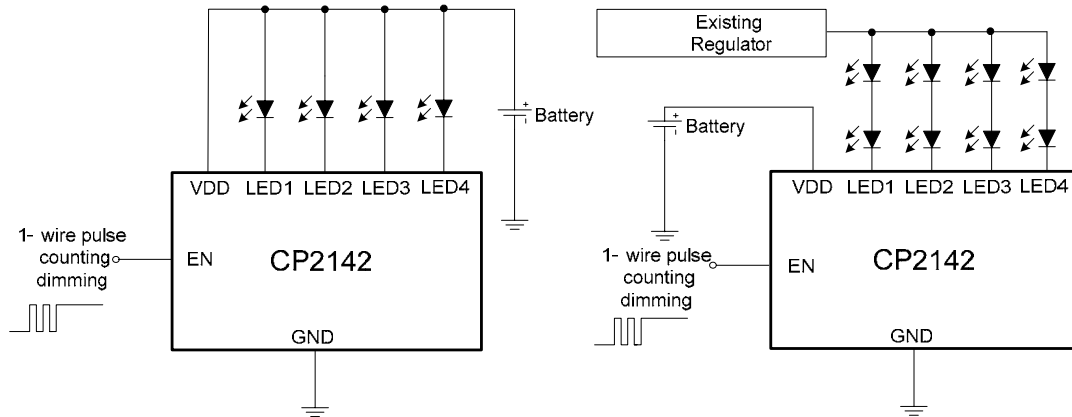 Battery
VDD LED1 LED2 LED3 LED4
1- wire pulse
counting
dimming
EN
CP2142
GND
Existing
Regulator
Battery
VDD LED1 LED2 LED3 LED4
1- wire pulse
counting
dimming
EN
CP2142
GND